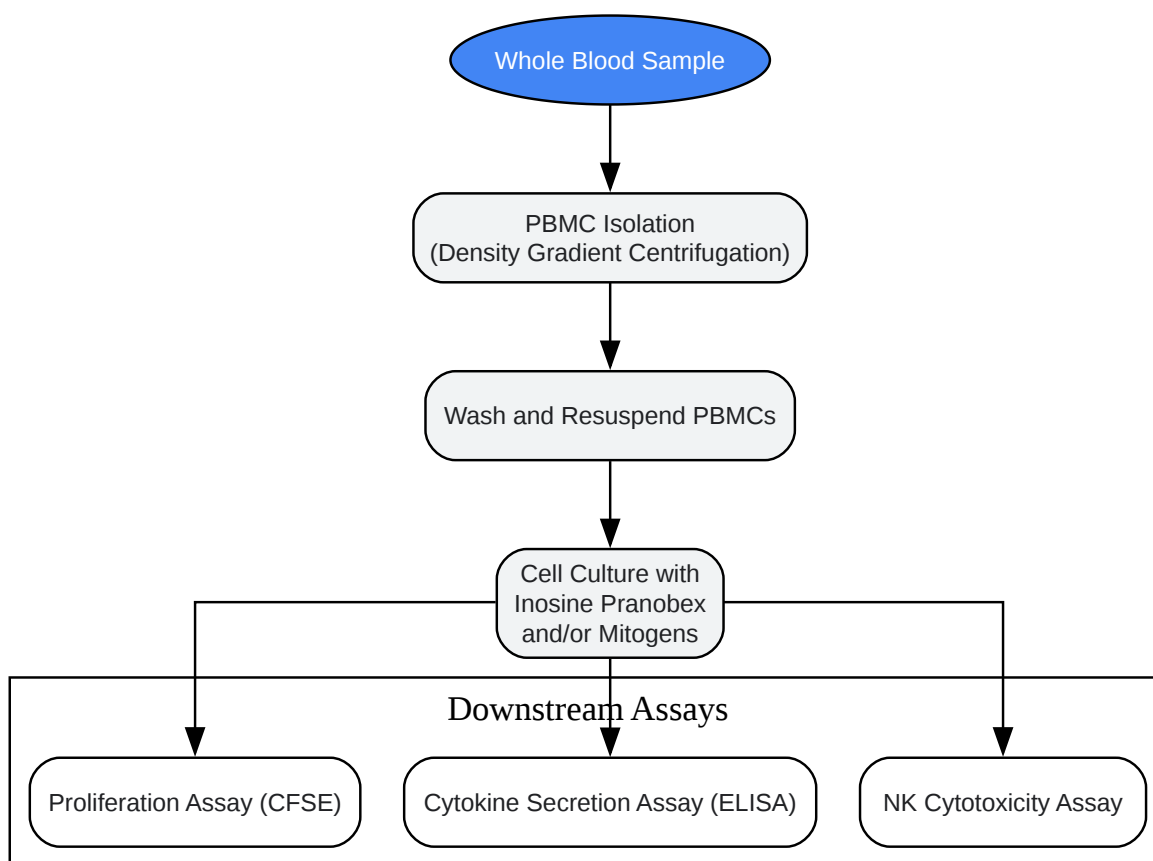 Whole Blood Sample
PBMC Isolation
(Density Gradient Centrifugation)
Wash and Resuspend PBMCs
Cell Culture with
Inosine Pranobex
and/or Mitogens
Downstream Assays
Proliferation Assay (CFSE)
Cytokine Secretion Assay (ELISA)
NK Cytotoxicity Assay